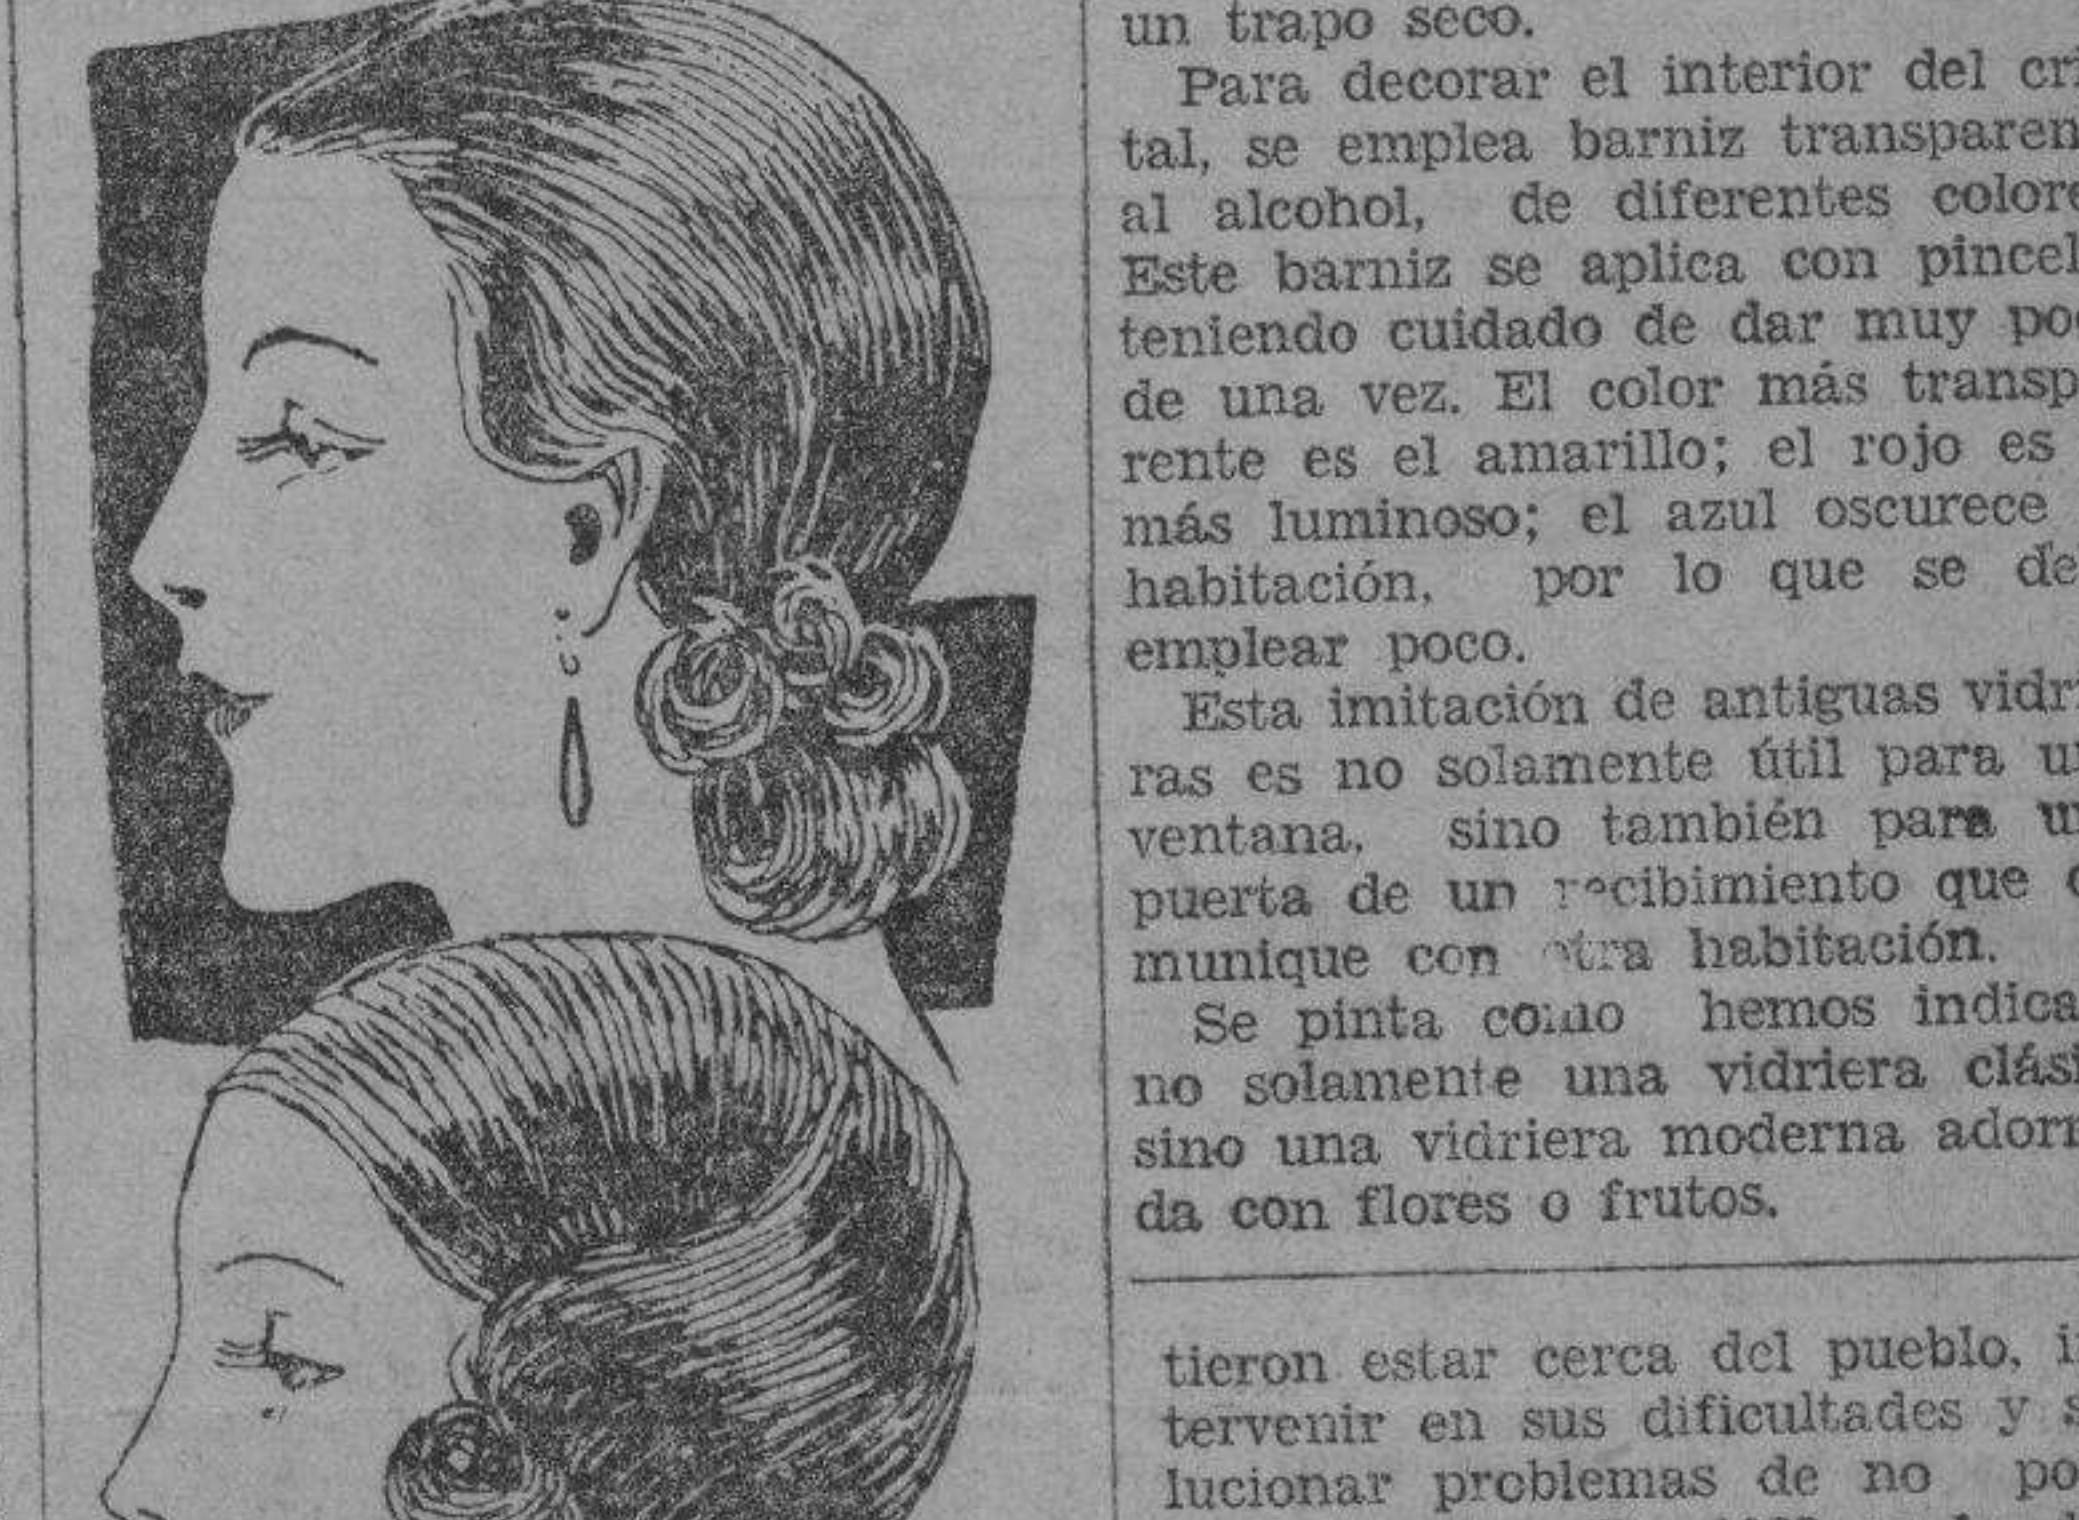 un trapo seco.
Para decorar el interior del cri
tal, se emplea barniz transparen
al alcohol, de diferentes colore
Este barniz se aplica con pincel
teniendo cuidado de dar muy po
de una vez. El color más transp
rente es el amarillo; el rojo es
más luminoso; el azul oscurece
habitación, por lo que se de
emplear poco.
Esta imitación de antiguas vidri
ras es no solamente útil para u
ventana, sino también para u
puerta de un recibimiento que
munique con otra habitación.
Se pinta como hemos indica
no solamente una vidriera clási
sino una vidriera moderna adorn
da con flores o frutos.
tieron estar cerca del pueblo, i
tervenir en sus dificultades y s
lucionar problemas de no po